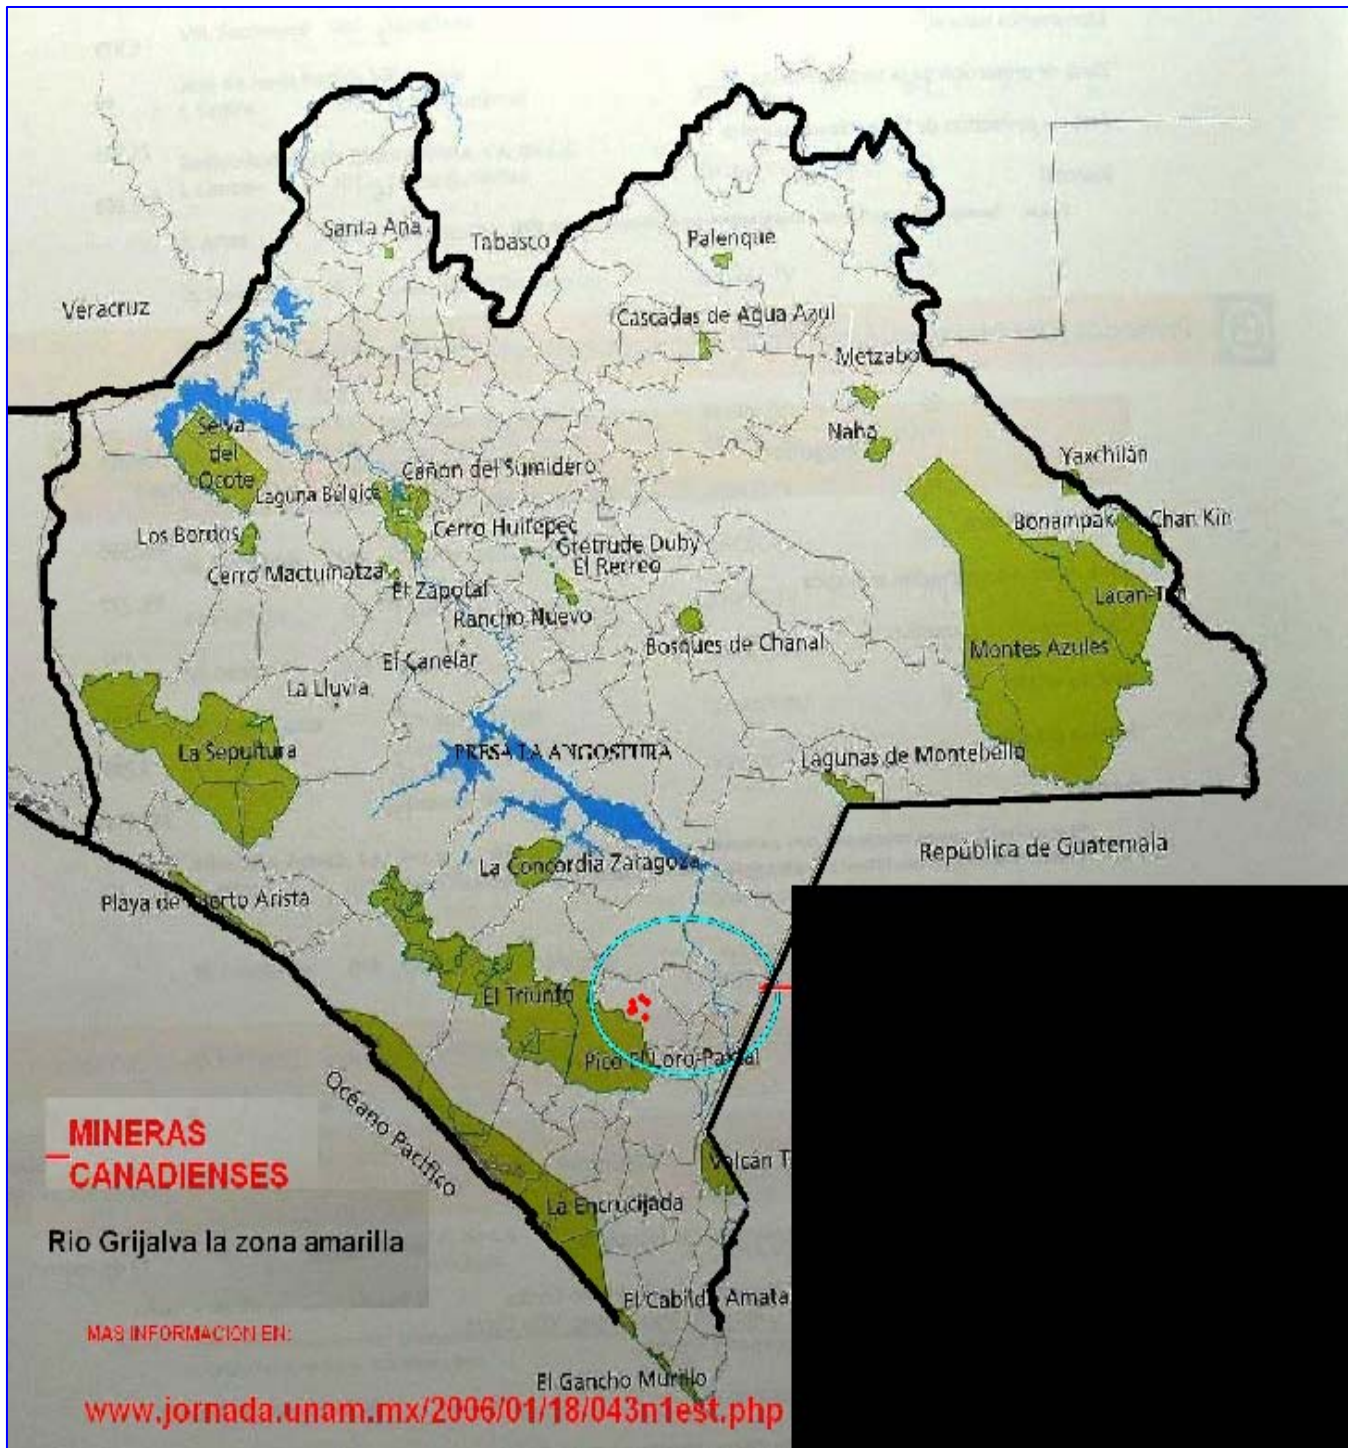 Santa Ana
Tabasco
Palenque
Veracruz
Cascadas de Agua Azul
Metzabok
Selva
del
Ocote
Naha
Yaxchilán
Cañon del Sumidero
Laguna Bélgica
Bonampak
Chan Kin
Los Bordos
Cerro Huitepec
Gretrude Duby
El Recreo
Cerro Mactumatza
El Zapotal
Lacan-Tun
Rancho Nuevo
Bosques de Chanal
Montes Azules
El Canelar
La Lluvia
La Sepultura
PRESA LA ANGOSTURA
Lagunas de Montebello
República de Guatemala
La Concordia Zaragoza
Playa de Puerto Arista
El Triunfo
Pico El Loro-Paxtal
Océano Pacífico
MINERAS
CANADIENSES
Volcán T
La Encrucijada
Rio Grijalva la zona amarilla
El Cabildo Amata
MAS INFORMACION EN:
El Gancho Murillo
www.jornada.unam.mx/2006/01/18/043n1est.php